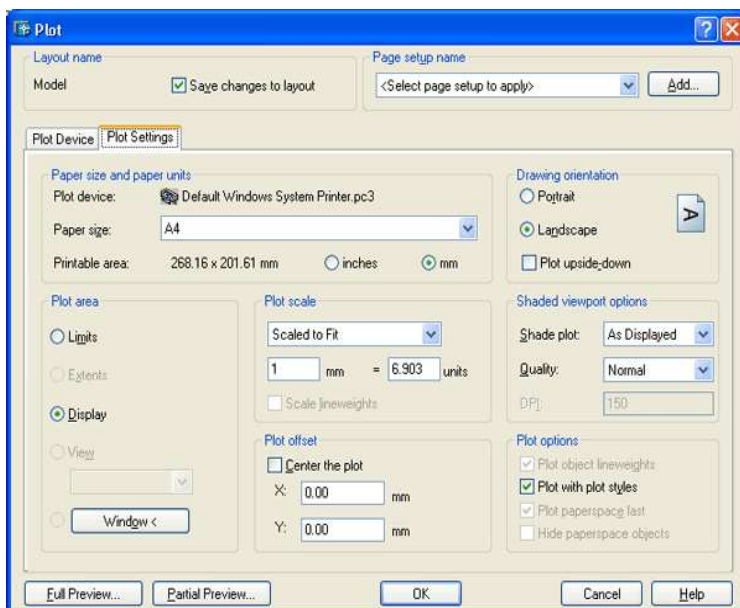 Plot
Layout name
Model
Save changes to layout
Page setup name
<Select page setup to apply>
Add...
Plot Device
Plot Settings
Paper size and paper units
Plot device:
Default Windows System Printer.pc3
Paper size:
A4
Printable area:
268.16 x 201.61 mm
inches
mm
Drawing orientation
Portrait
Landscape
Plot upside-down
A
Plot area
Limits
Extents
Display
View
Window <
Plot scale
Scaled to Fit
1 mm = 6.903 units
Scale lineweights
Plot offset
Center the plot
X: 0.00 mm
Y: 0.00 mm
Shaded viewport options
Shade plot: As Displayed
Quality: Normal
DPI: 150
Plot options
Plot object lineweights
Plot with plot styles
Plot paperspace last
Hide paperspace objects
Full Preview...
Partial Preview...
OK
Cancel
Help